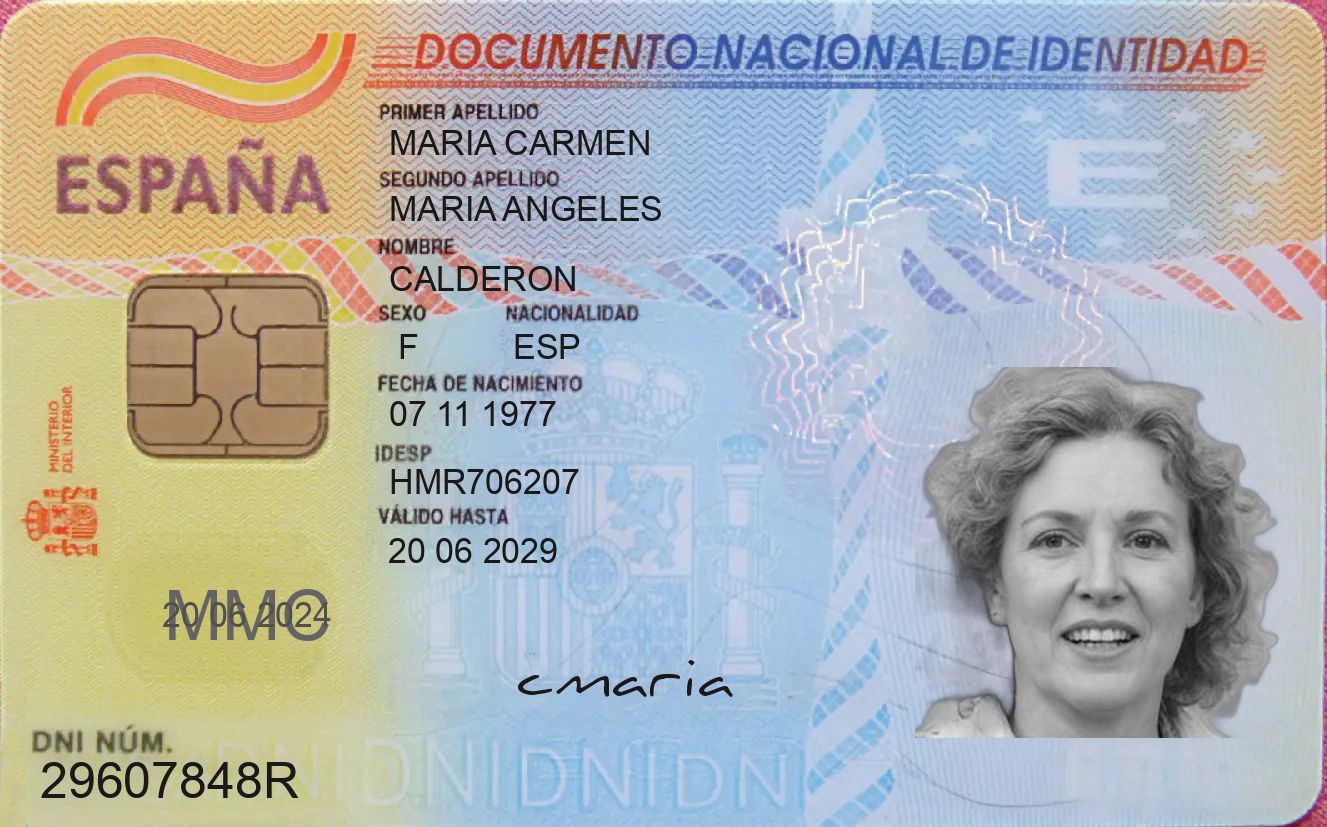 DOCUMENTO NACIONAL DE IDENTIDAD
ESPAÑA
PRIMER APELLIDO
MARIA CARMEN
SEGUNDO APELLIDO
MARIA ANGELES
NOMBRE
CALDERON
SEXO NACIONALIDAD
F ESP
FECHA DE NACIMIENTO
07 11 1977
IDESP
HMR706207
VÁLIDO HASTA
20 06 2029
MINISTERIO
DEL INTERIOR
E
MMO
20 06 2024
cmaria
DNI NÚM.
29607848R
DNIDNIDNIDNI